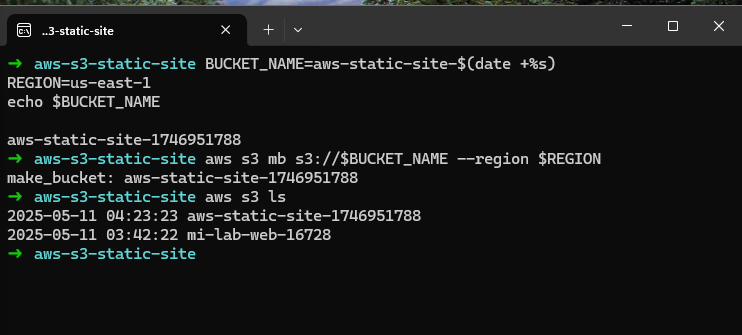 ..3-static-site
➜ aws-s3-static-site BUCKET_NAME=aws-static-site-$(date +%s)
REGION=us-east-1
echo $BUCKET_NAME
aws-static-site-1746951788
➜ aws-s3-static-site aws s3 mb s3://$BUCKET_NAME --region $REGION
make_bucket: aws-static-site-1746951788
➜ aws-s3-static-site aws s3 ls
2025-05-11 04:23:23 aws-static-site-1746951788
2025-05-11 03:42:22 mi-lab-web-16728
➜ aws-s3-static-site